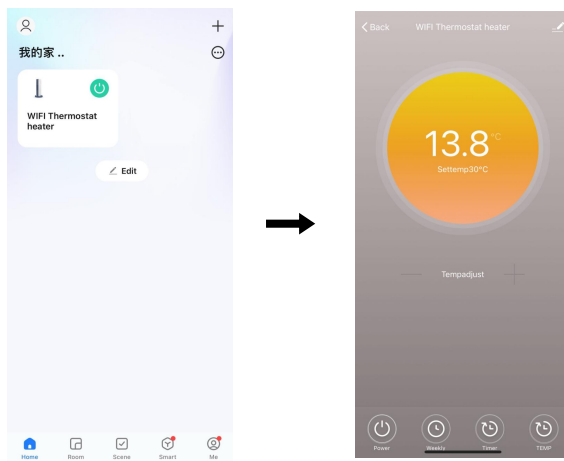 我的家 ..
WIFI Thermostat
heater
Edit
Home
Room
Scene
Smart
Me
Back
WIFI Thermostat heater
13.8°C
Settemp30°C
Tempadjust
Power
Weekly
Timer
TEMP